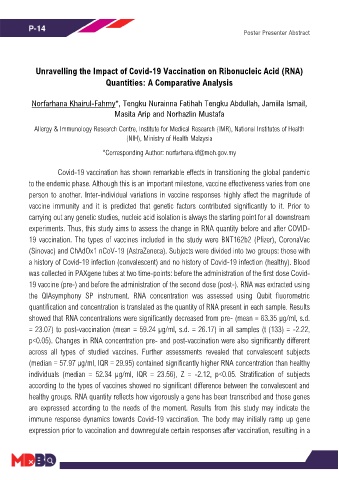 P-14
Poster Presenter Abstract
Unravelling the Impact of Covid-19 Vaccination on Ribonucleic Acid (RNA)
Quantities: A Comparative Analysis
Norfarhana Khairul-Fahmy*, Tengku Nurainna Fatihah Tengku Abdullah, Jamiila Ismail,
Masita Arip and Norhazlin Mustafa
Allergy & Immunology Research Centre, Institute for Medical Research (IMR), National Institutes of Health
(NIH), Ministry of Health Malaysia
*Corresponding Author: norfarhana.kf@moh.gov.my
Covid-19 vaccination has shown remarkable effects in transitioning the global pandemic
to the endemic phase. Although this is an important milestone, vaccine effectiveness varies from one
person to another. Inter-individual variations in vaccine responses highly affect the magnitude of
vaccine immunity and it is predicted that genetic factors contributed significantly to it. Prior to
carrying out any genetic studies, nucleic acid isolation is always the starting point for all downstream
experiments. Thus, this study aims to assess the change in RNA quantity before and after COVID-
19 vaccination. The types of vaccines included in the study were BNT162b2 (Pfizer), CoronaVac
(Sinovac) and ChAdOx1 nCoV-19 (AstraZeneca). Subjects were divided into two groups: those with
a history of Covid-19 infection (convalescent) and no history of Covid-19 infection (healthy). Blood
was collected in PAXgene tubes at two time-points: before the administration of the first dose Covid-
19 vaccine (pre-) and before the administration of the second dose (post-). RNA was extracted using
the QIAsymphony SP instrument. RNA concentration was assessed using Qubit fluorometric
quantification and concentration is translated as the quantity of RNA present in each sample. Results
showed that RNA concentrations were significantly decreased from pre- (mean = 63.35 µg/ml, s.d.
= 23.07) to post-vaccination (mean = 59.24 µg/ml, s.d. = 26.17) in all samples (t (133) = -2.22,
p<0.05). Changes in RNA concentration pre- and post-vaccination were also significantly different
across all types of studied vaccines. Further assessments revealed that convalescent subjects
(median = 57.97 µg/ml, IQR = 29.95) contained significantly higher RNA concentration than healthy
individuals (median = 52.34 µg/ml, IQR = 23.56), Z = -2.12, p<0.05. Stratification of subjects
according to the types of vaccines showed no significant difference between the convalescent and
healthy groups. RNA quantity reflects how vigorously a gene has been transcribed and those genes
are expressed according to the needs of the moment. Results from this study may indicate the
immune response dynamics towards Covid-19 vaccination. The body may initially ramp up gene
expression prior to vaccination and downregulate certain responses after vaccination, resulting in a